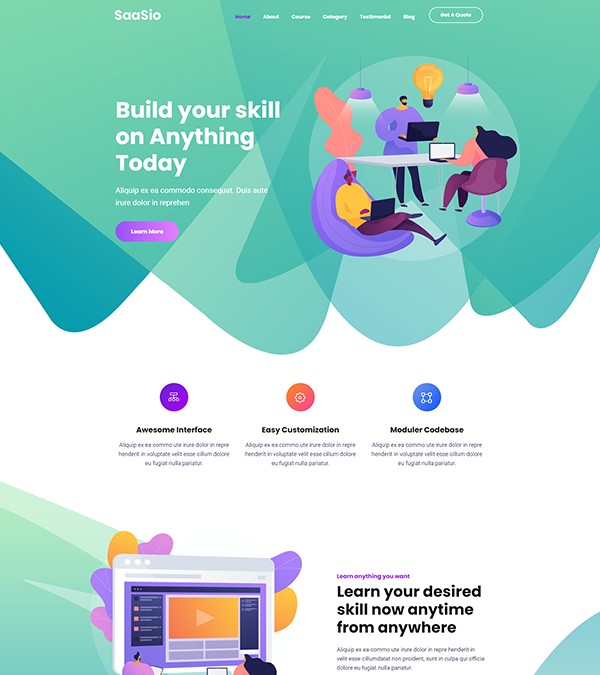 SaaSio
Home About Course Category Testimonial Blog Get A Quote
Build your skill
on Anything
Today
Aliquip ex ea commodo consequat. Duis aute
irure dolor in reprehen
Learn More
Awesome Interface
Aliquip ex ea commo ute irure dolor in repre
henderit in voluptate velit esse cillum dolore
eu fugiat nulla pariatur.
Easy Customization
Aliquip ex ea commo ute irure dolor in repre
henderit in voluptate velit esse cillum dolore
eu fugiat nulla pariatur.
Moduler Codebase
Aliquip ex ea commo ute irure dolor in repre
henderit in voluptate velit esse cillum dolore
eu fugiat nulla pariatur.
Learn anything you want
Learn your desired
skill now anytime
from anywhere
Aliquip ex ea commo ute irure dolor in reprehenderit in
velit esse cillumdatat non proident, sunt in culpa qui officia
dolore eu fugiat nulla pariatur.